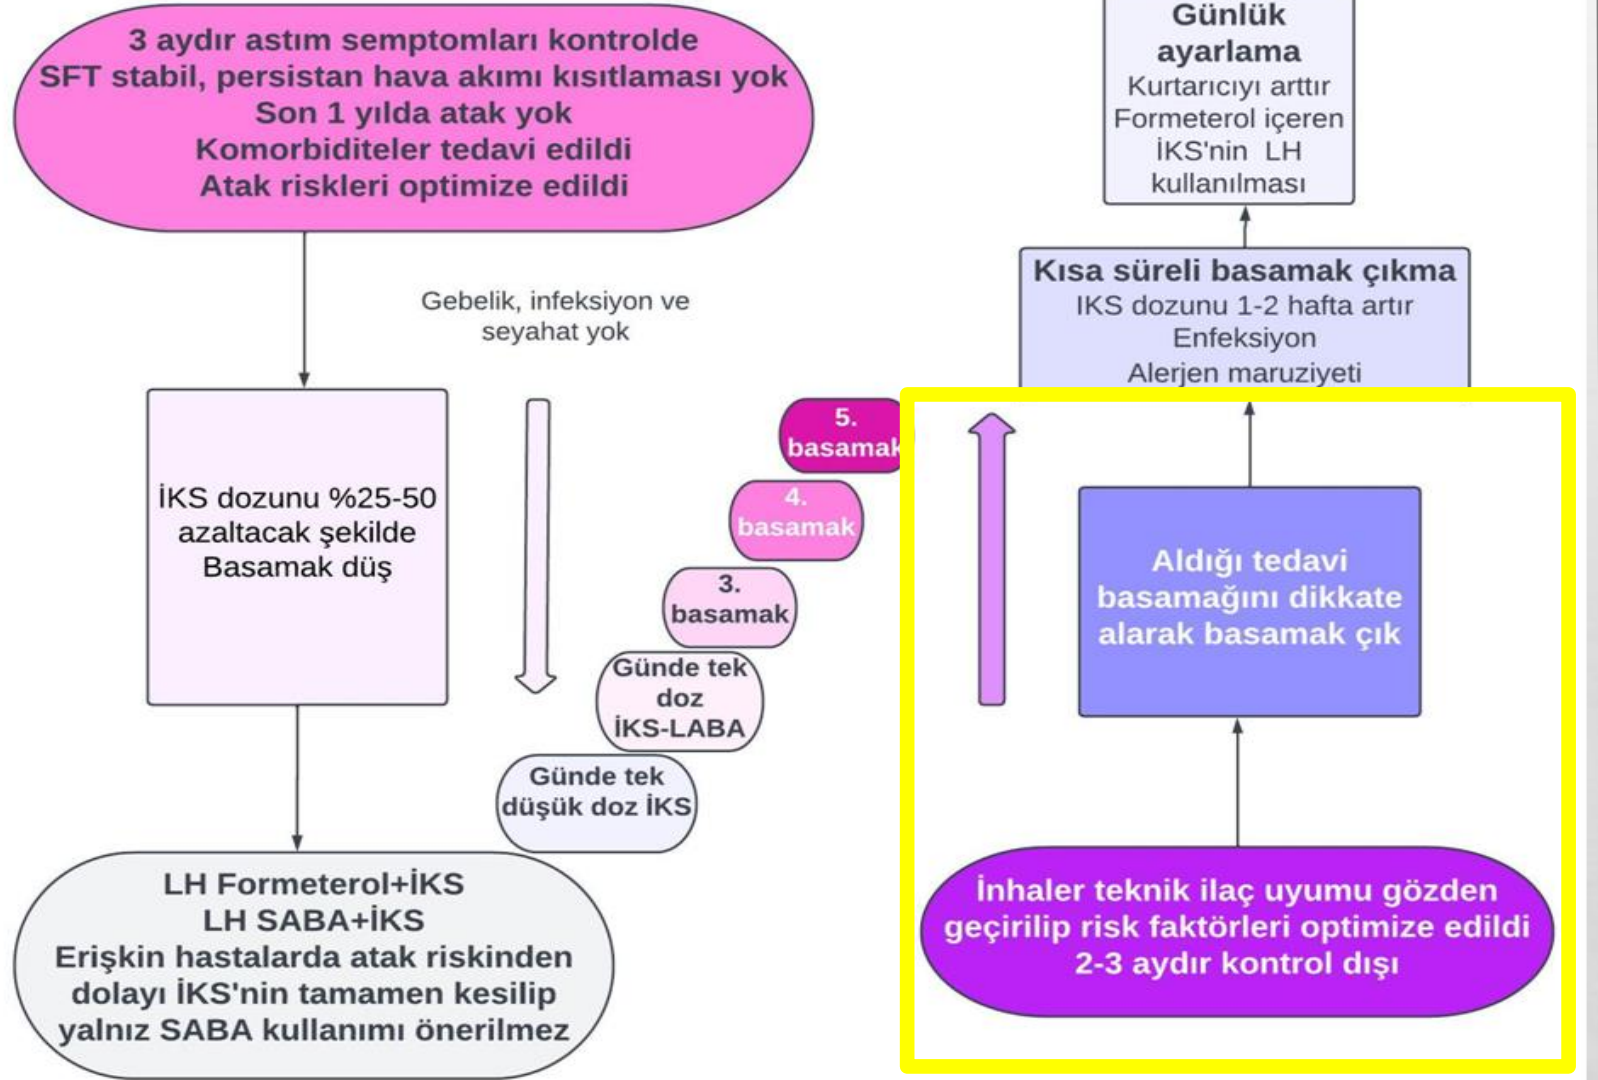 3 aydır astım semptomları kontrolde
SFT stabil, persistan hava akımı kısıtlaması yok
Son 1 yılda atak yok
Komorbiditeler tedavi edildi
Atak riskleri optimize edildi
Gebelik, infeksiyon ve
seyahat yok
İKS dozunu %25-50
azaltacak şekilde
Basamak düş
LH Formeterol+İKS
LH SABA+İKS
Erişkin hastalarda atak riskinden
dolayı İKS'nin tamamen kesilip
yalnız SABA kullanımı önerilmez
5.
basamak
4.
basamak
3.
basamak
Günde tek
doz
İKS-LABA
Günde tek
düşük doz İKS
Günlük
ayarlama
Kurtarıcıyı arttır
Formeterol içeren
İKS'nin LH
kullanılması
Kısa süreli basamak çıkma
IKS dozunu 1-2 hafta artır
Enfeksiyon
Alerjen maruziyeti
Aldığı tedavi
basamağını dikkate
alarak basamak çık
İnhaler teknik ilaç uyumu gözden
geçirilip risk faktörleri optimize edildi
2-3 aydır kontrol dışı